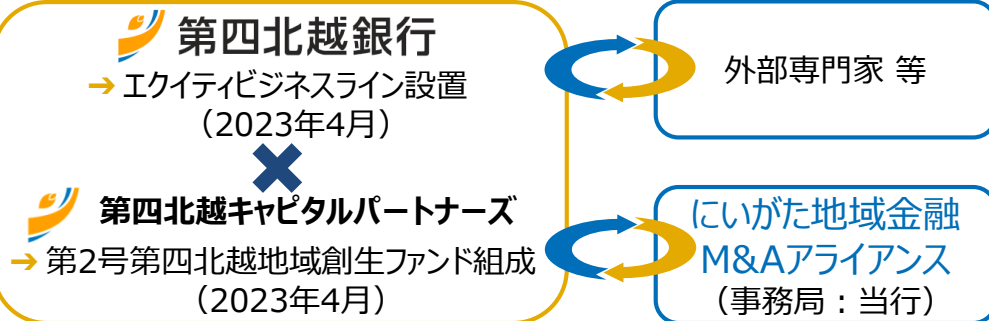 第四北越銀行
➔ エクイティビジネスライン設置
（2023年4月）
第四北越キャピタルパートナーズ
➔ 第2号第四北越地域創生ファンド組成
（2023年4月）
外部専門家 等
にいがた地域金融
M&Aアライアンス
（事務局：当行）